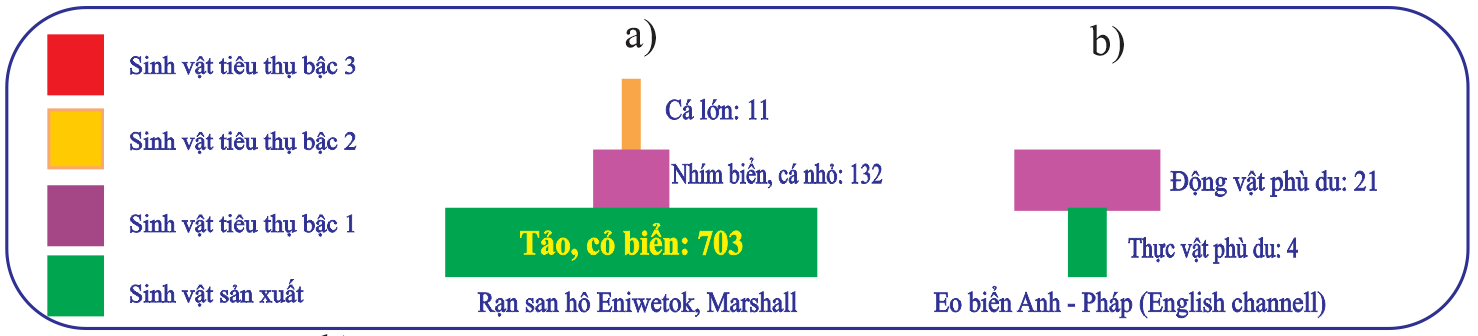 Sinh vật tiêu thụ bậc 3
Sinh vật tiêu thụ bậc 2
Sinh vật tiêu thụ bậc 1
Sinh vật sản xuất
a)
Cá lớn: 11
Nhím biển, cá nhỏ: 132
Tảo, cỏ biển: 703
Rạn san hô Eniwetok, Marshall
b)
Động vật phù du: 21
Thực vật phù du: 4
Eo biển Anh - Pháp (English channell)